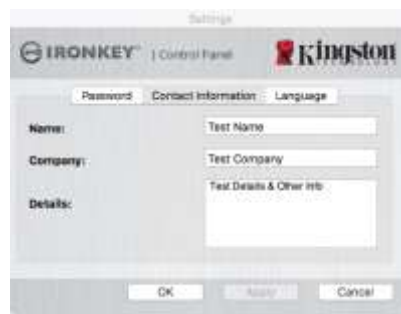 Settings
IRONKEY™ | Control Panel
Kingston
Password Contact Information Language
Name: Test Name
Company: Test Company
Details: Test Details & Other Info
OK Apply Cancel